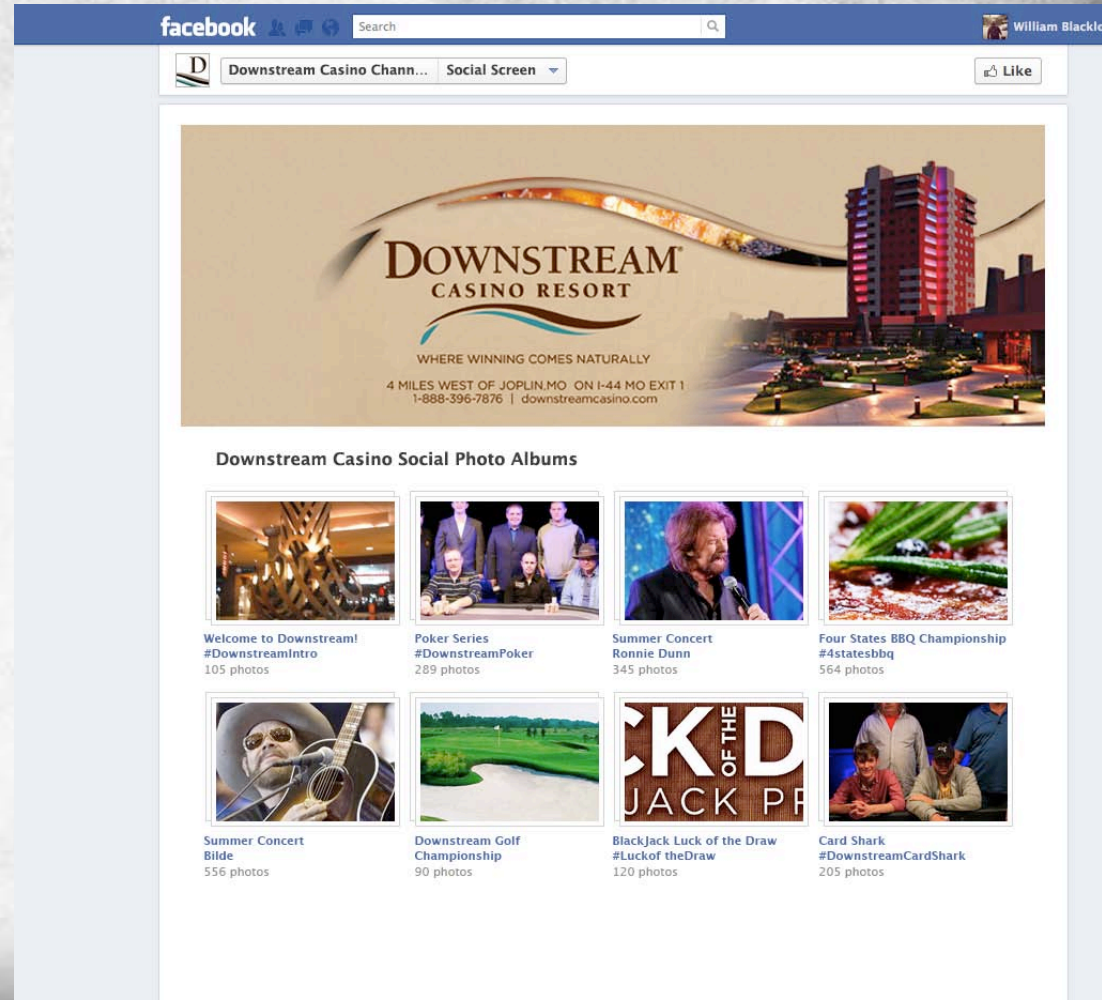 facebook
Search
William Blacklo
D
Downstream Casino Chann...
Social Screen
Like
DOWNSTREAM®
CASINO RESORT
WHERE WINNING COMES NATURALLY
4 MILES WEST OF JOPLIN.MO ON I-44 MO EXIT 1
1-888-396-7876 | downstreamcasino.com
Downstream Casino Social Photo Albums
Welcome to Downstream!
#DownstreamIntro
105 photos
Poker Series
#DownstreamPoker
289 photos
Summer Concert
Ronnie Dunn
345 photos
Four States BBQ Championship
#4statesbbq
564 photos
CK OF THE D
JACK PR
Summer Concert
Bilde
556 photos
Downstream Golf
Championship
90 photos
BlackJack Luck of the Draw
#Luckof theDraw
120 photos
Card Shark
#DownstreamCardShark
205 photos